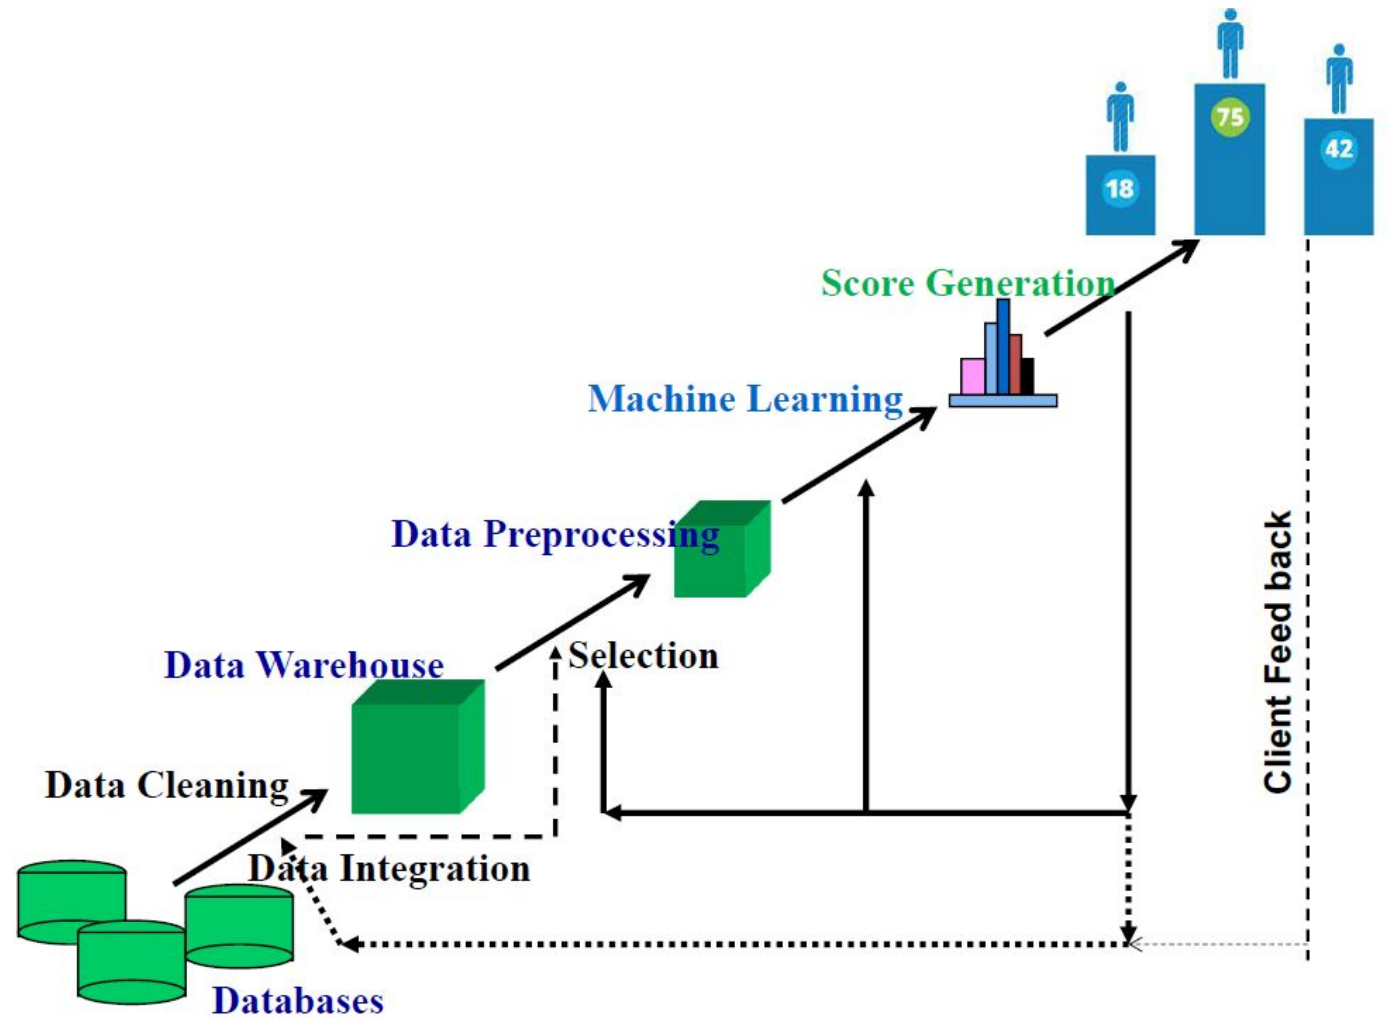 75
42
18
Score Generation
Machine Learning
Data Preprocessing
Client Feed back
Selection
Data Warehouse
Data Cleaning
Data Integration
Databases